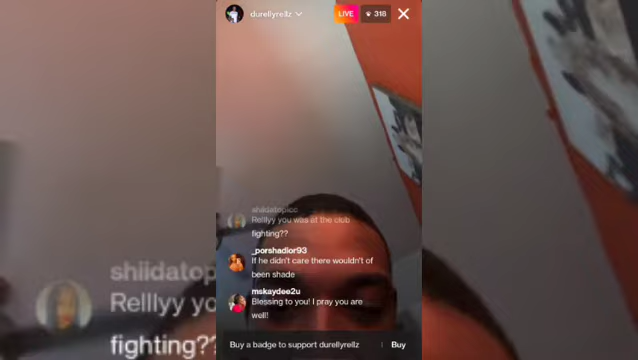 durellyrellz
LIVE
318
shiidatopicc
Relllyy you was at the club
fighting??
_porshadior93
If he didn't care there wouldn't of
been shade
mskaydee2u
Blessing to you! I pray you are
well!
Buy a badge to support durellyrellz
Buy
shiidatop
Relllyy yo
fighting??